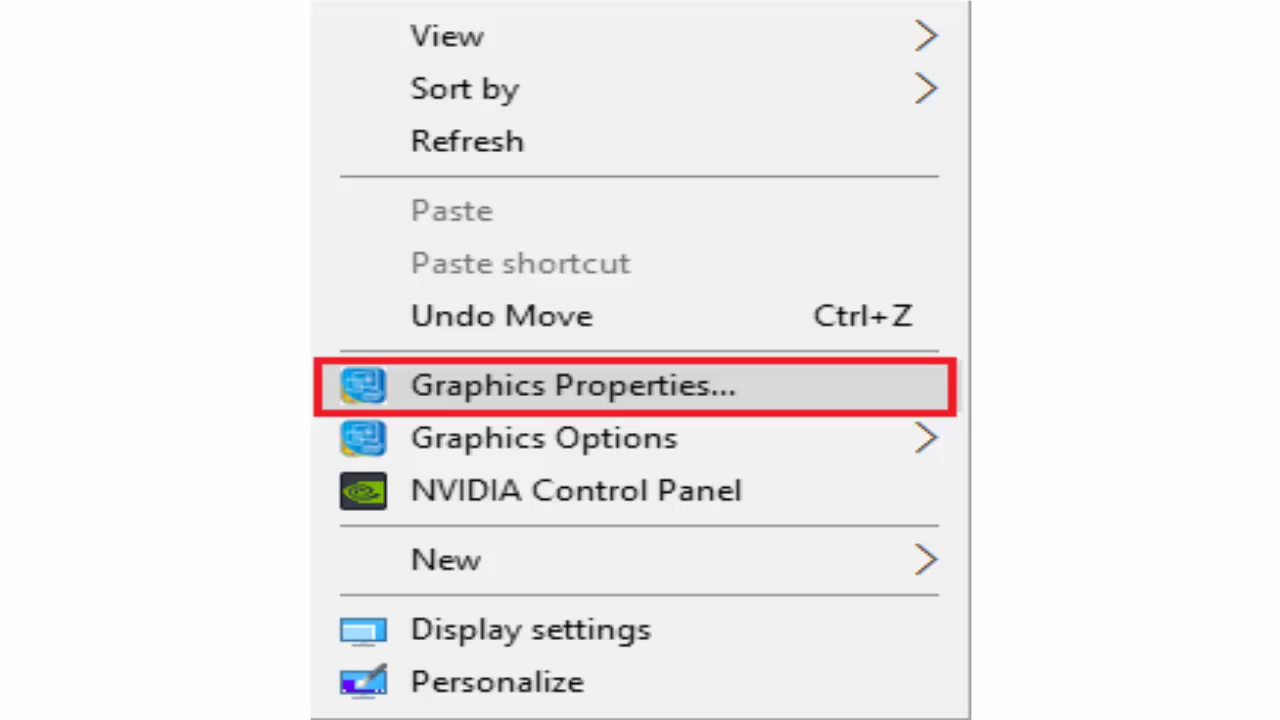 View
Sort by
Refresh
Paste
Paste shortcut
Undo Move Ctrl+Z
Graphics Properties...
Graphics Options
NVIDIA Control Panel
New
Display settings
Personalize